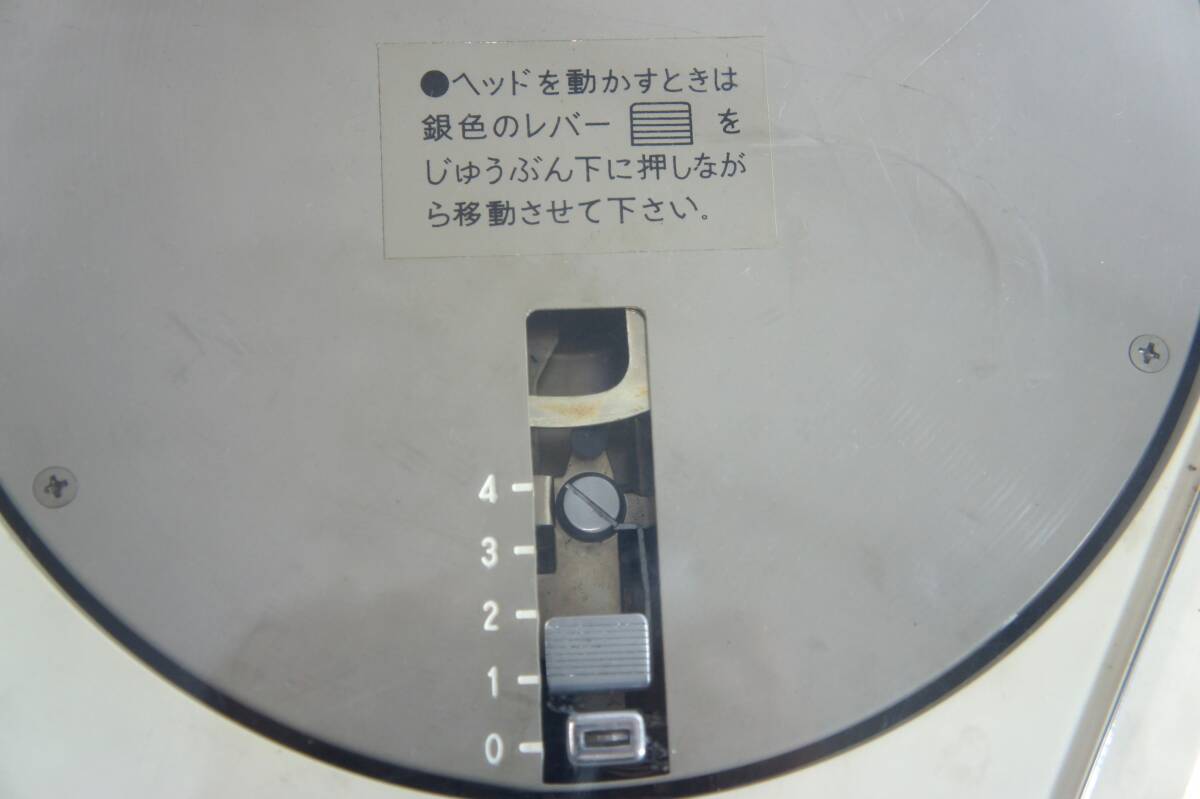 ●ヘッドを動かすときは
銀色のレバー を
じゅうぶん下に押しなが
ら移動させて下さい。
4
3
2
1
0